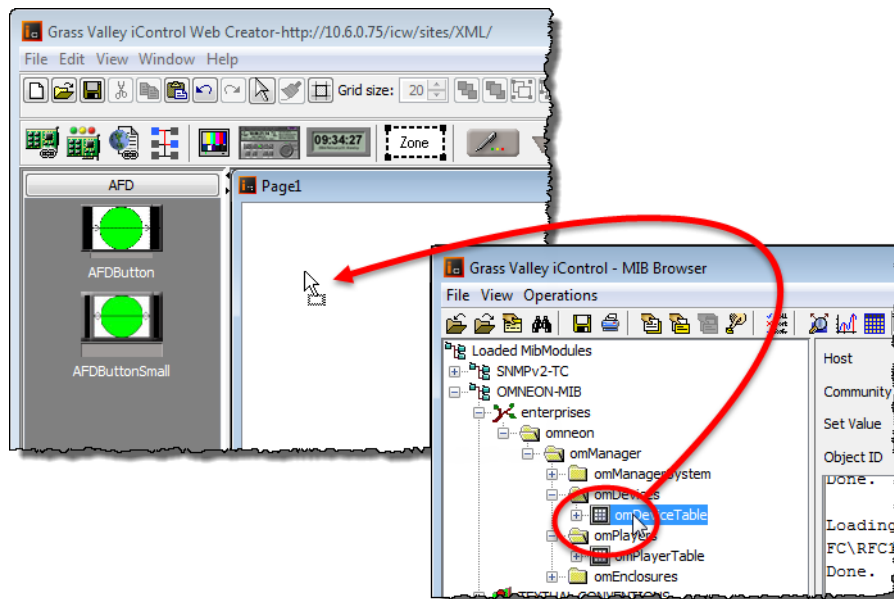 Grass Valley iControl Web Creator-http://10.6.0.75/icw/sites/XML/
File Edit View Window Help
Grid size: 20
09:34:27
Zone
AFD
Page1
AFDButton
AFDButtonSmall
Grass Valley iControl - MIB Browser
File View Operations
Loaded MibModules
SNMPv2-TC
OMNEON-MIB
enterprises
omneon
omManager
omManagerSystem
omDevices
omDeviceTable
omPlayers
omPlayerTable
omEnclosures
TEXTUAL-CONVENTIONS
Host
Community
Set Value
Object ID
Done.
Loading
FC\RFC1
Done.